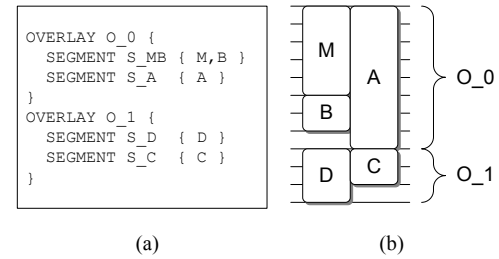 OVERLAY O_0 {
SEGMENT S_MB { M,B }
SEGMENT S_A { A }
}
OVERLAY O_1 {
SEGMENT S_D { D }
SEGMENT S_C { C }
}
M
A
B
O_0
D
C
O_1
(a)
(b)